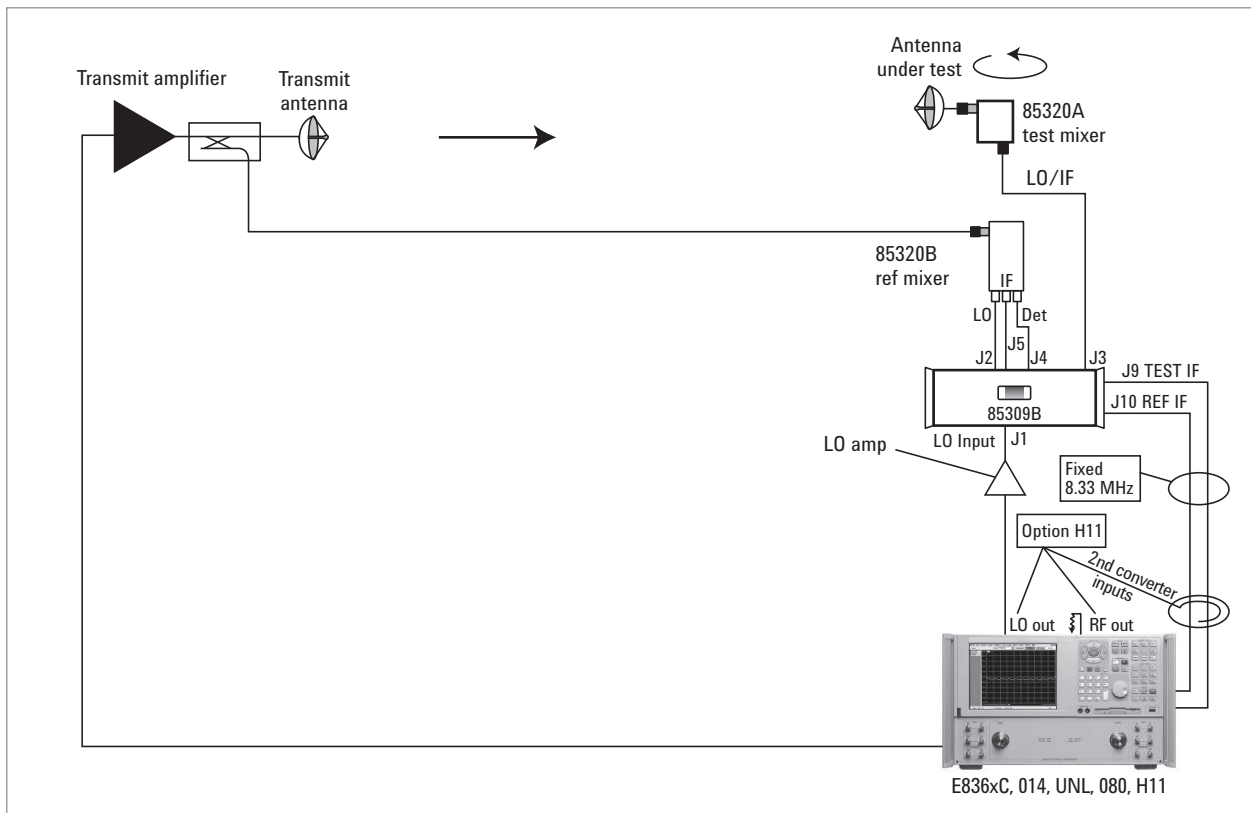 Transmit amplifier
Transmit
antenna
Antenna
under test
85320A
test mixer
LO/IF
85320B
ref mixer
IF
LO
Det
J5
J2
J4
J3
J9 TEST IF
J10 REF IF
85309B
LO Input
J1
LO amp
Fixed
8.33 MHz
Option H11
2nd converter
inputs
LO out
RF out
E836xC, 014, UNL, 080, H11